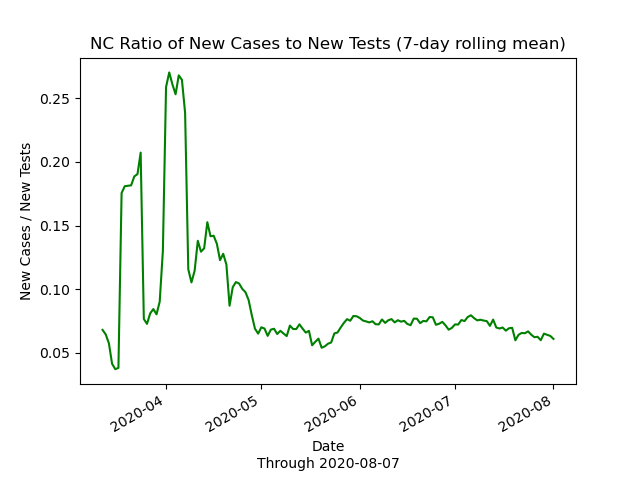 NC Ratio of New Cases to New Tests (7-day rolling mean)
New Cases / New Tests
0.25
0.20
0.15
0.10
0.05
2020-04
2020-05
2020-06
2020-07
2020-08
Date
Through 2020-08-07